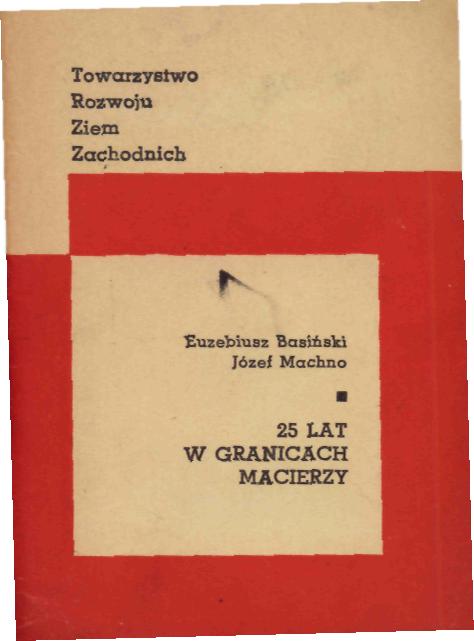 Towarzystwo
Rozwoju
Ziem
Zachodnich
Euzebiusz Basiński
Józef Machno
25 LAT
W GRANICACH
MACIERZY